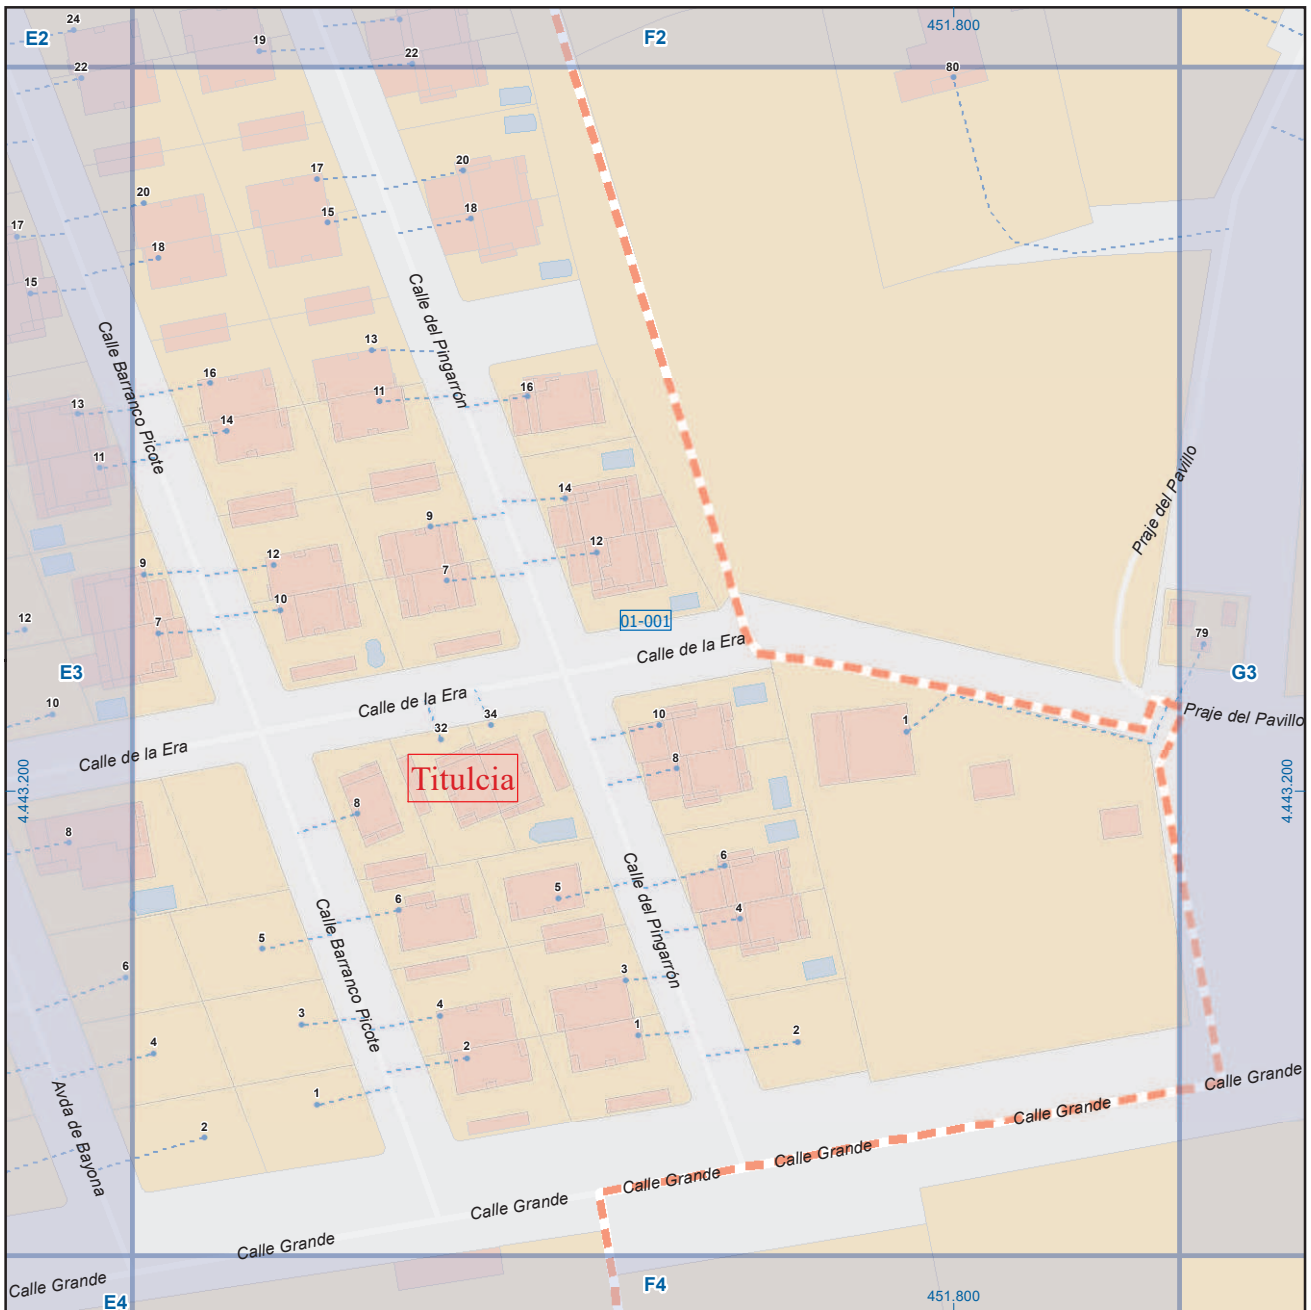 24
E2
19
22
F2
451.800
22
80
20
17
20
17
15
18
18
15
Calle del Pingarrón
Calle Barranco Picote
13
16
11
16
13
14
11
14
9
12
9
12
7
10
7
12
01-001
Calle de la Era
Praje del Pavillo
79
E3
G3
10
Calle de la Era
34
32
10
1
Praje del Pavillo
Calle de la Era
8
Titulcia
4.443.200
4.443.200
8
8
6
5
6
4
5
Calle Barranco Picote
Calle del Pingarrón
6
3
4
3
4
1
2
2
1
2
Avda de Bayona
Calle Grande
Calle Grande
Calle Grande
Calle Grande
Calle Grande
Calle Grande
Calle Grande
E4
F4
451.800